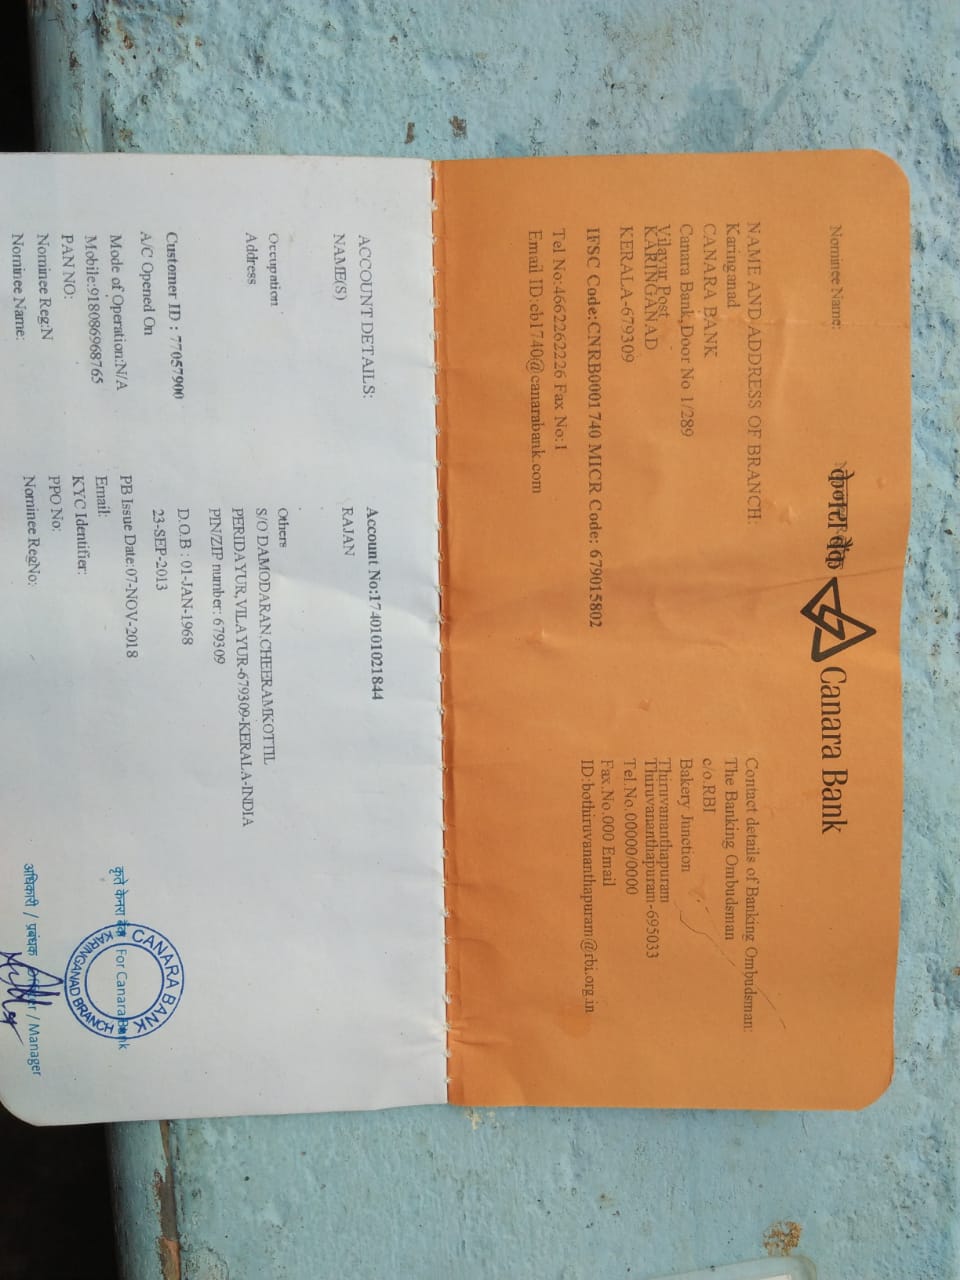 Nominee Name:
केनरा बैंक Canara Bank
NAME AND ADDRESS OF BRANCH:
Karinganad
CANARA BANK
Canara Bank,Door No 1/289
Vilayur Post
KARINGANAD
KERALA-679309
IFSC Code:CNRB0001740 MICR Code: 679015802
Tel No:4662262226 Fax No:1
Email ID.cb1740@canarabank.com
Contact details of Banking Ombudsman:
The Banking Ombudsman
c/o.RBI
Bakery Junction
Thiruvananthapuram
Thiruvananthapuram-695033
Tel.No.00000/0000
Fax.No.000 Email
ID:bothiruvananthapuram@rbi.org.in
ACCOUNT DETAILS: Account No:1740101021844
NAME(S) RAJAN
Occupation Others
Address S/O DAMODARAN,CHEERAMKOTTIL
PERIDAYUR,VILAYUR-679309-KERALA-INDIA
PIN/ZIP number: 679309
Customer ID : 77057900 D.O.B : 01-JAN-1968
A/C Opened On 23-SEP-2013
Mode of Operation:N/A PB Issue Date:07-NOV-2018
Mobile:918086968765 Email:
PAN NO: KYC Identifier:
Nominee Reg:N PPO No:
Nominee Name: Nominee RegNo:
कृते केनरा बैंक For Canara Bank
CANARA BANK
KARINGANAD BRANCH
अधिकारी / प्रबंधक Officer / Manager